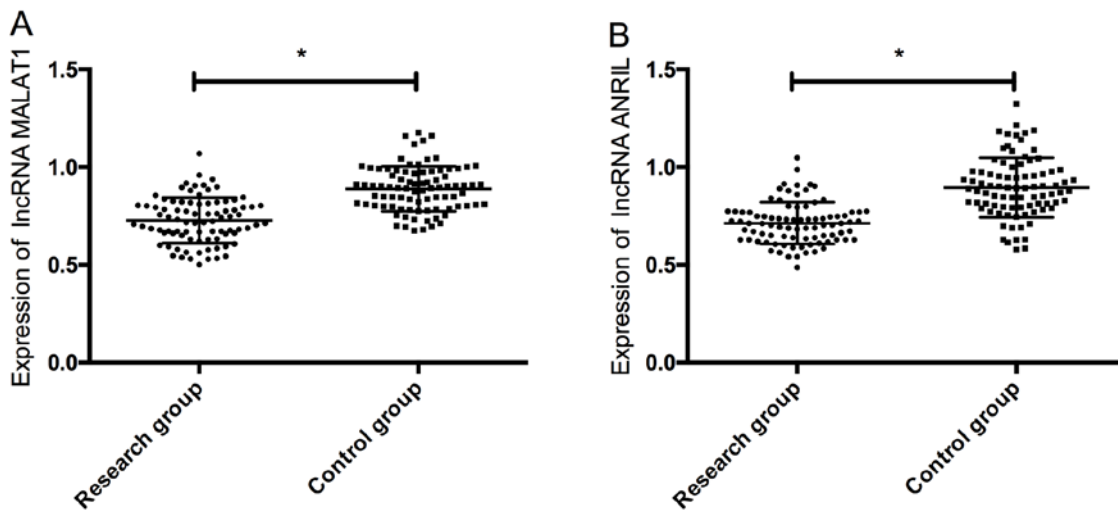 A
Expression of lncRNA MALAT1
1.5
1.0
0.5
0.0
*
Research group
Control group
B
Expression of lncRNA ANRIL
1.5
1.0
0.5
0.0
*
Research group
Control group